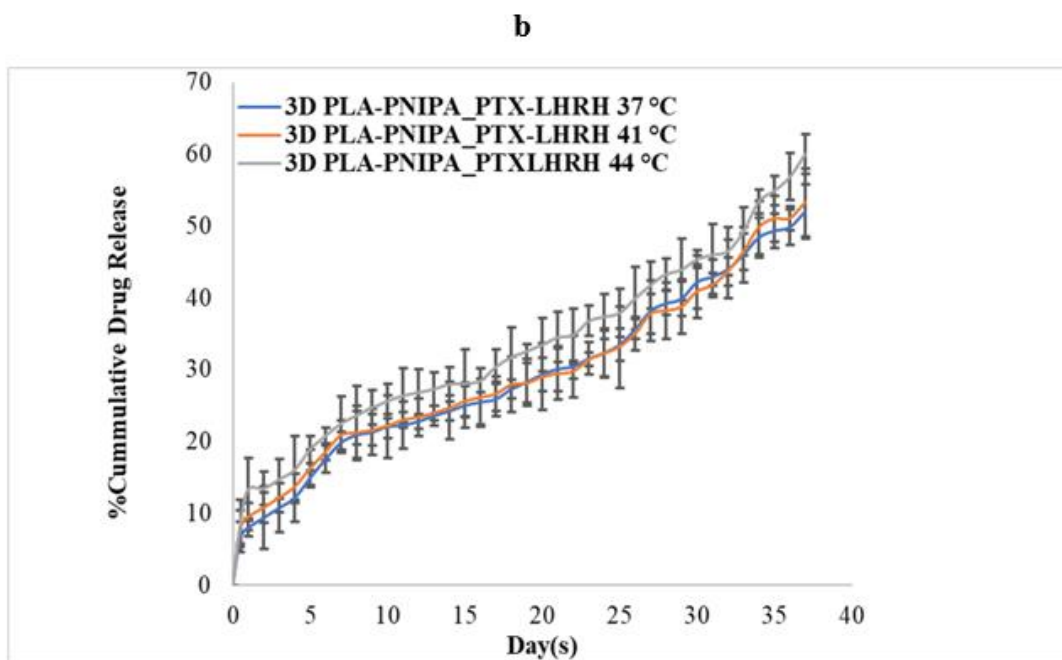 b
70
60
50
40
30
20
10
0
%Cummulative Drug Release
3D PLA-PNIPA_PTX-LHRH 37 °C
3D PLA-PNIPA_PTX-LHRH 41 °C
3D PLA-PNIPA_PTXLHRH 44 °C
0 5 10 15 20 25 30 35 40
Day(s)